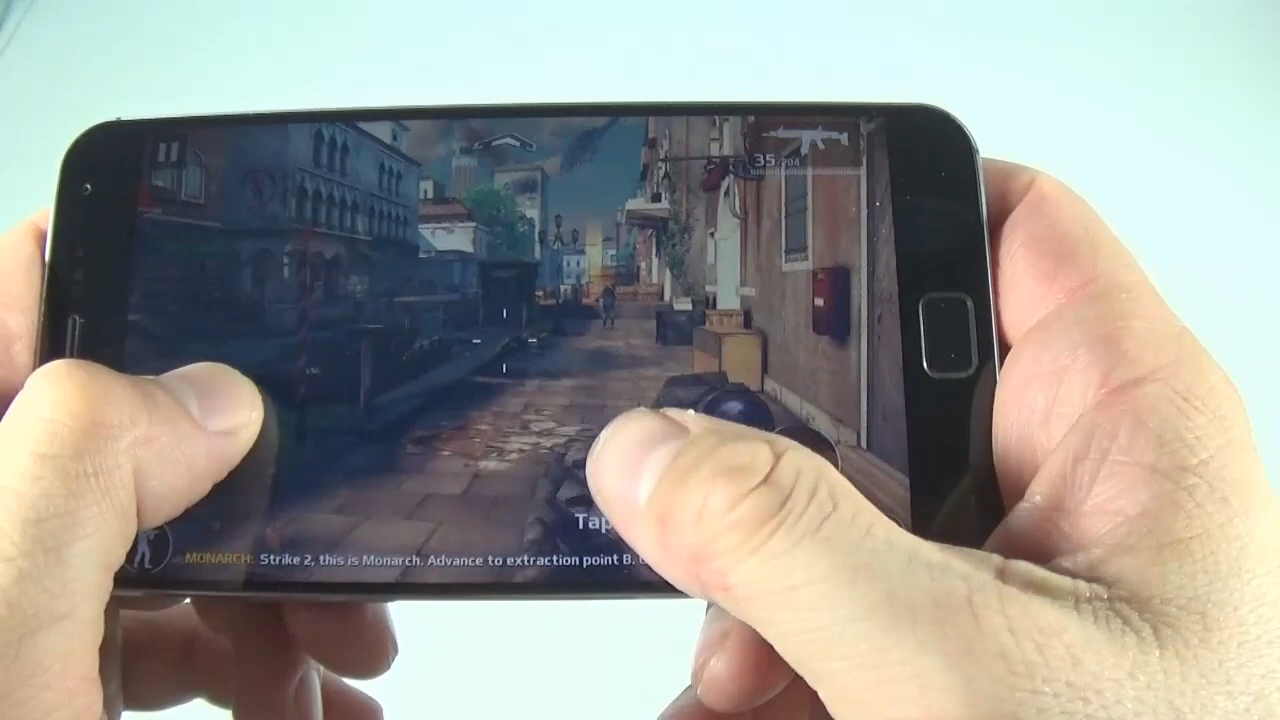 35/204
Tap
MONARCH: Strike 2, this is Monarch. Advance to extraction point B.